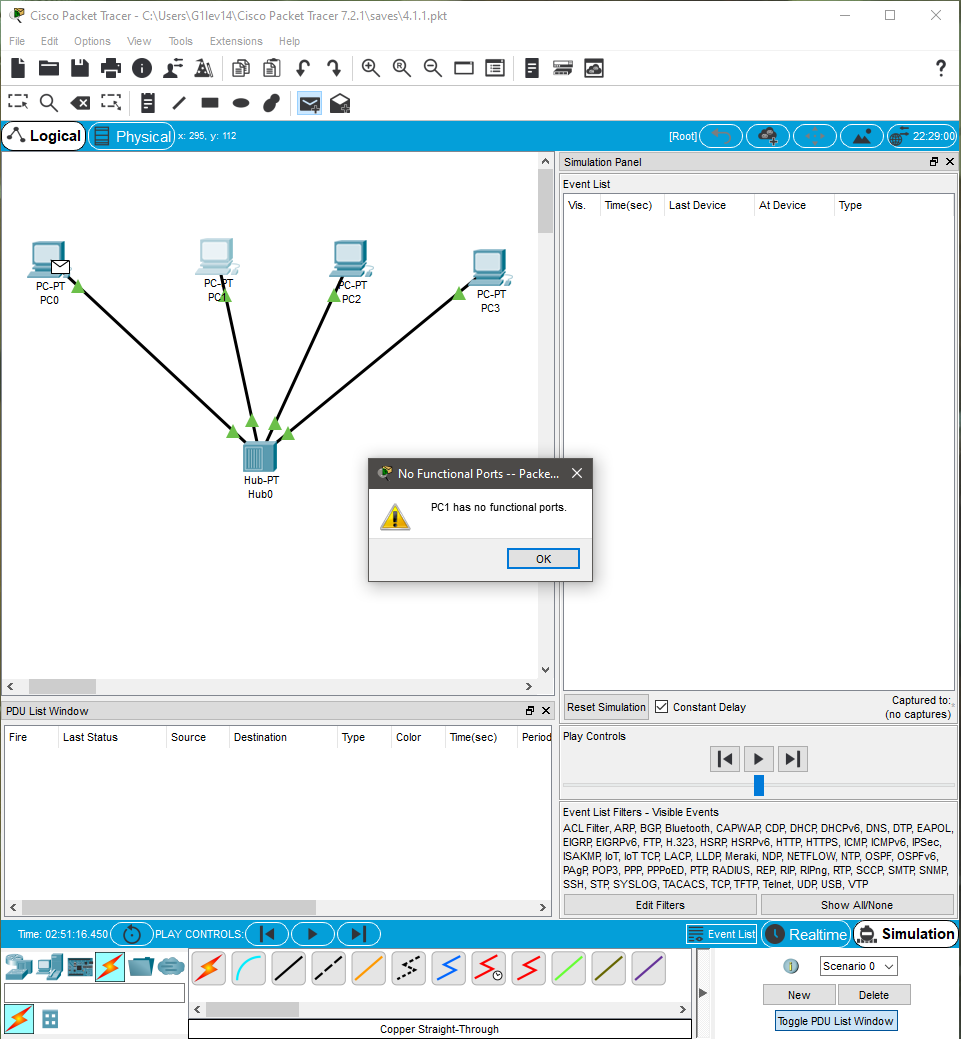 Cisco Packet Tracer - C:\Users\G1lev14\Cisco Packet Tracer 7.2.1\saves\4.1.1.pkt
File Edit Options View Tools Extensions Help
Logical Physical x: 295, y: 112 [Root] 22:29:00
Simulation Panel
Event List
Vis. Time(sec) Last Device At Device Type
PC-PT
PC0
PC-PT
PC1
PC-PT
PC2
PC-PT
PC3
Hub-PT
Hub0
No Functional Ports -- Packe...
PC1 has no functional ports.
OK
Reset Simulation Constant Delay
Captured to:
(no captures)
PDU List Window
Fire Last Status Source Destination Type Color Time(sec) Period
Play Controls
Event List Filters - Visible Events
ACL Filter, ARP, BGP, Bluetooth, CAPWAP, CDP, DHCP, DHCPv6, DNS, DTP, EAPOL,
EIGRP, EIGRPv6, FTP, H.323, HSRP, HSRPv6, HTTP, HTTPS, ICMP, ICMPv6, IPSec,
ISAKMP, IoT, IoT TCP, LACP, LLDP, Meraki, NDP, NETFLOW, NTP, OSPF, OSPFv6,
PAgP, POP3, PPP, PPPoED, PTP, RADIUS, REP, RIP, RIPng, RTP, SCCP, SMTP, SNMP,
SSH, STP, SYSLOG, TACACS, TCP, TFTP, Telnet, UDP, USB, VTP
Edit Filters Show All/None
Time: 02:51:16.450 PLAY CONTROLS: Event List Realtime Simulation
Scenario 0
New Delete
Toggle PDU List Window
Copper Straight-Through